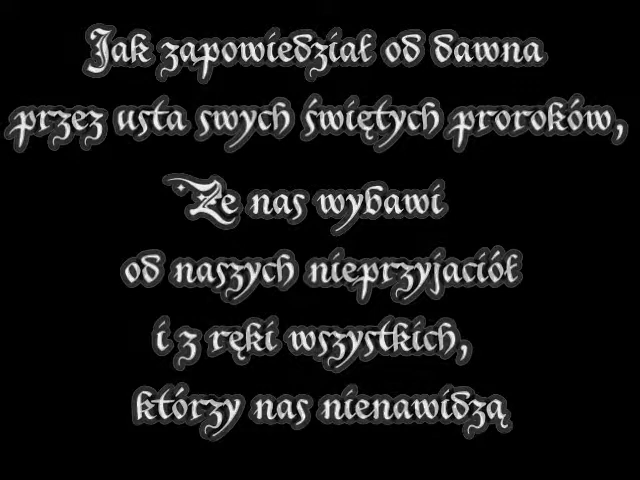 Jak zapowiedział od dawna
przez usta swych świętych proroków,
Że nas wybawi
od naszych nieprzyjaciół
i z ręki wszystkich,
którzy nas nienawidzą